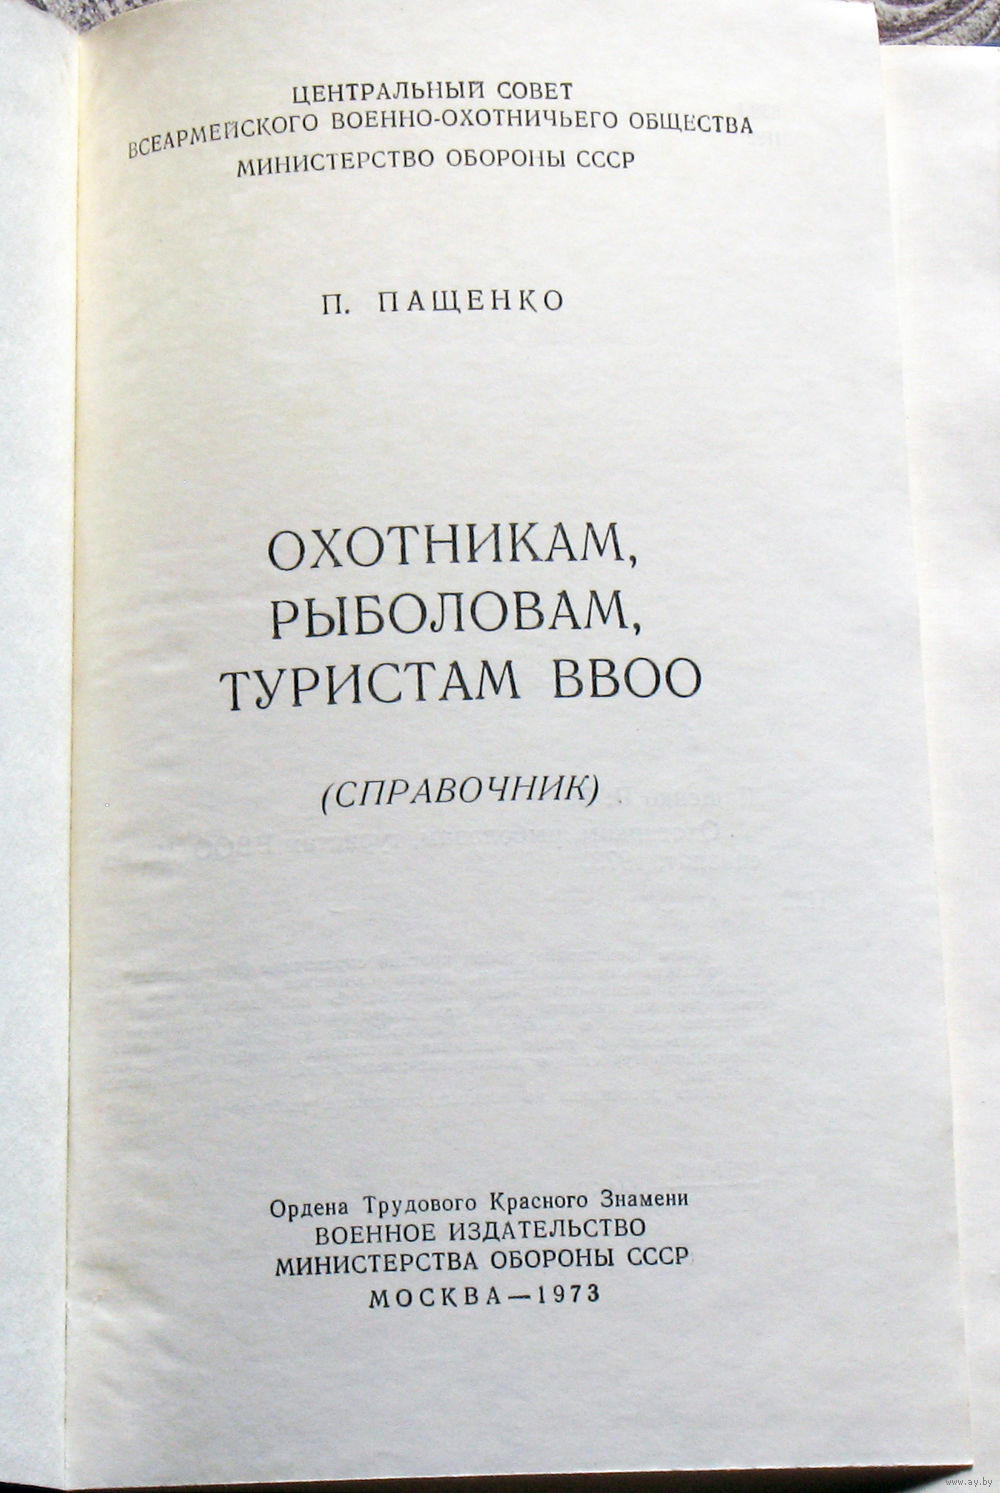 ЦЕНТРАЛЬНЫЙ СОВЕТ
ВСЕАРМЕЙСКОГО ВОЕННО-ОХОТНИЧЬЕГО ОБЩЕСТВА
МИНИСТЕРСТВО ОБОРОНЫ СССР
П. ПАЩЕНКО
ОХОТНИКАМ,
РЫБОЛОВАМ,
ТУРИСТАМ ВВОО
(СПРАВОЧНИК)
Ордена Трудового Красного Знамени
ВОЕННОЕ ИЗДАТЕЛЬСТВО
МИНИСТЕРСТВА ОБОРОНЫ СССР
МОСКВА — 1973
www.ay.by